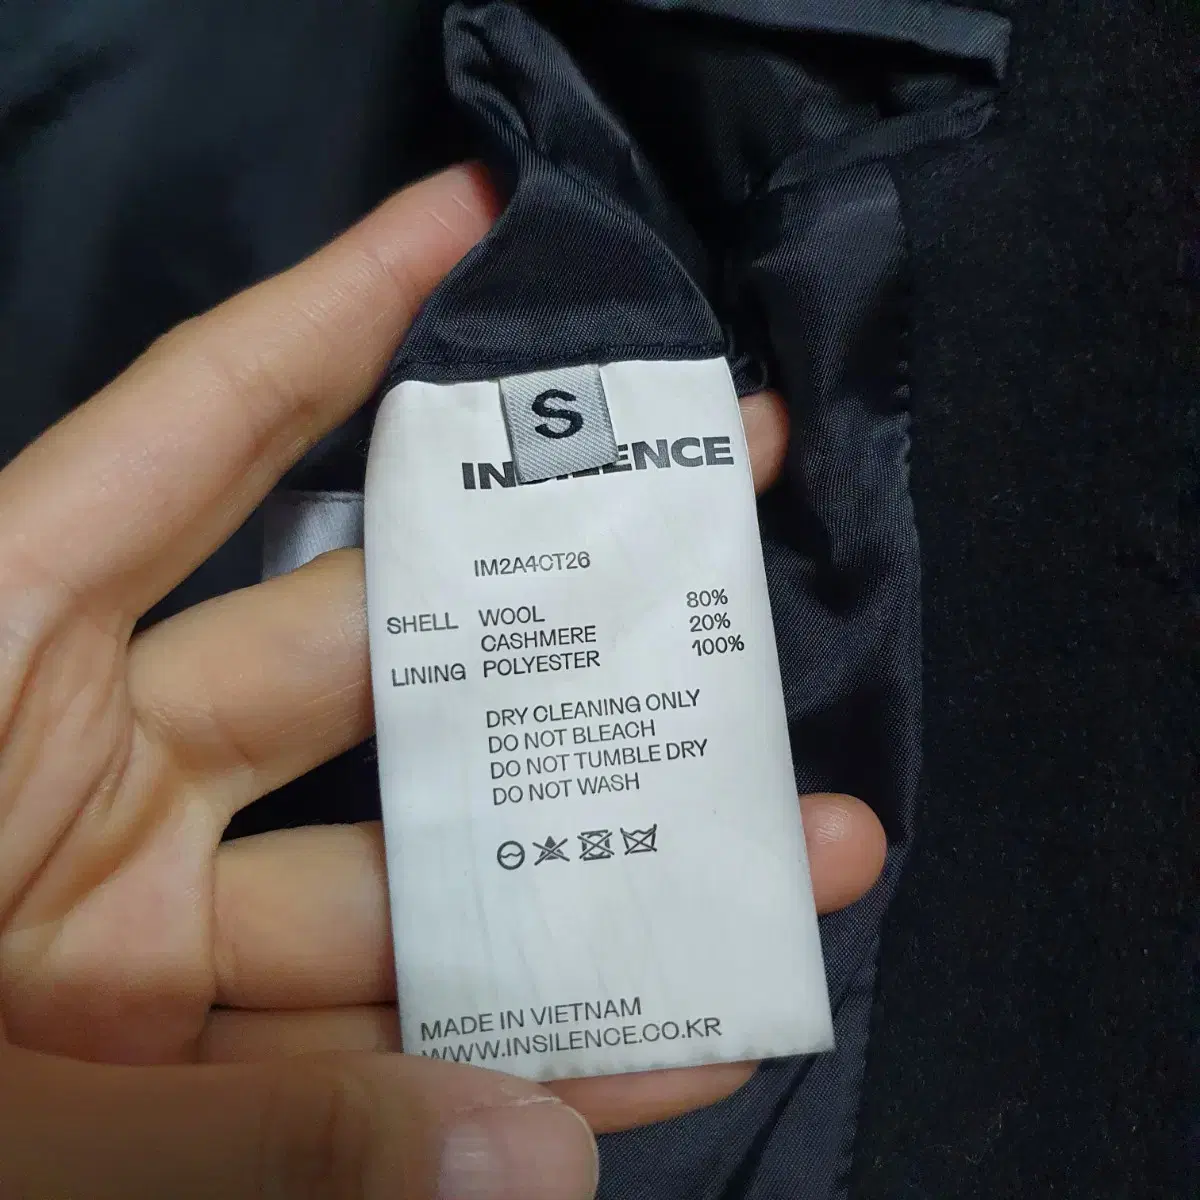 S
INSILENCE
IM2A4CT26
SHELL WOOL 80%
CASHMERE 20%
LINING POLYESTER 100%
DRY CLEANING ONLY
DO NOT BLEACH
DO NOT TUMBLE DRY
DO NOT WASH
MADE IN VIETNAM
WWW.INSILENCE.CO.KR